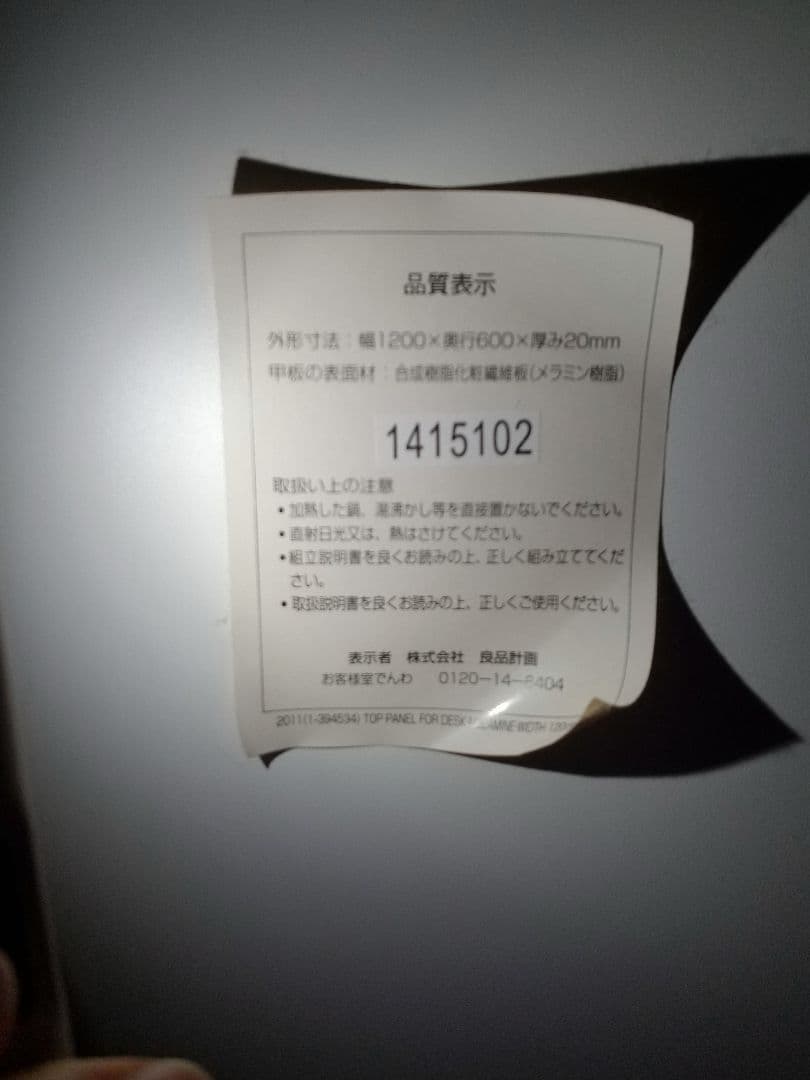 品質表示
外形寸法：幅1200×奥行600×厚み20mm
甲板の表面材：合成樹脂化粧繊維板(メラミン樹脂)
1415102
取扱い上の注意
・加熱した鍋、湯沸かし等を直接置かないでください。
・直射日光又は、熱はさけてください。
・組立説明書を良くお読みの上、正しく組み立ててくだ
さい。
・取扱説明書を良くお読みの上、正しくご使用ください。
表示者 株式会社 良品計画
お客様室でんわ 0120-14-6404
2011(1-394534) TOP PANEL FOR DESK WIDTH